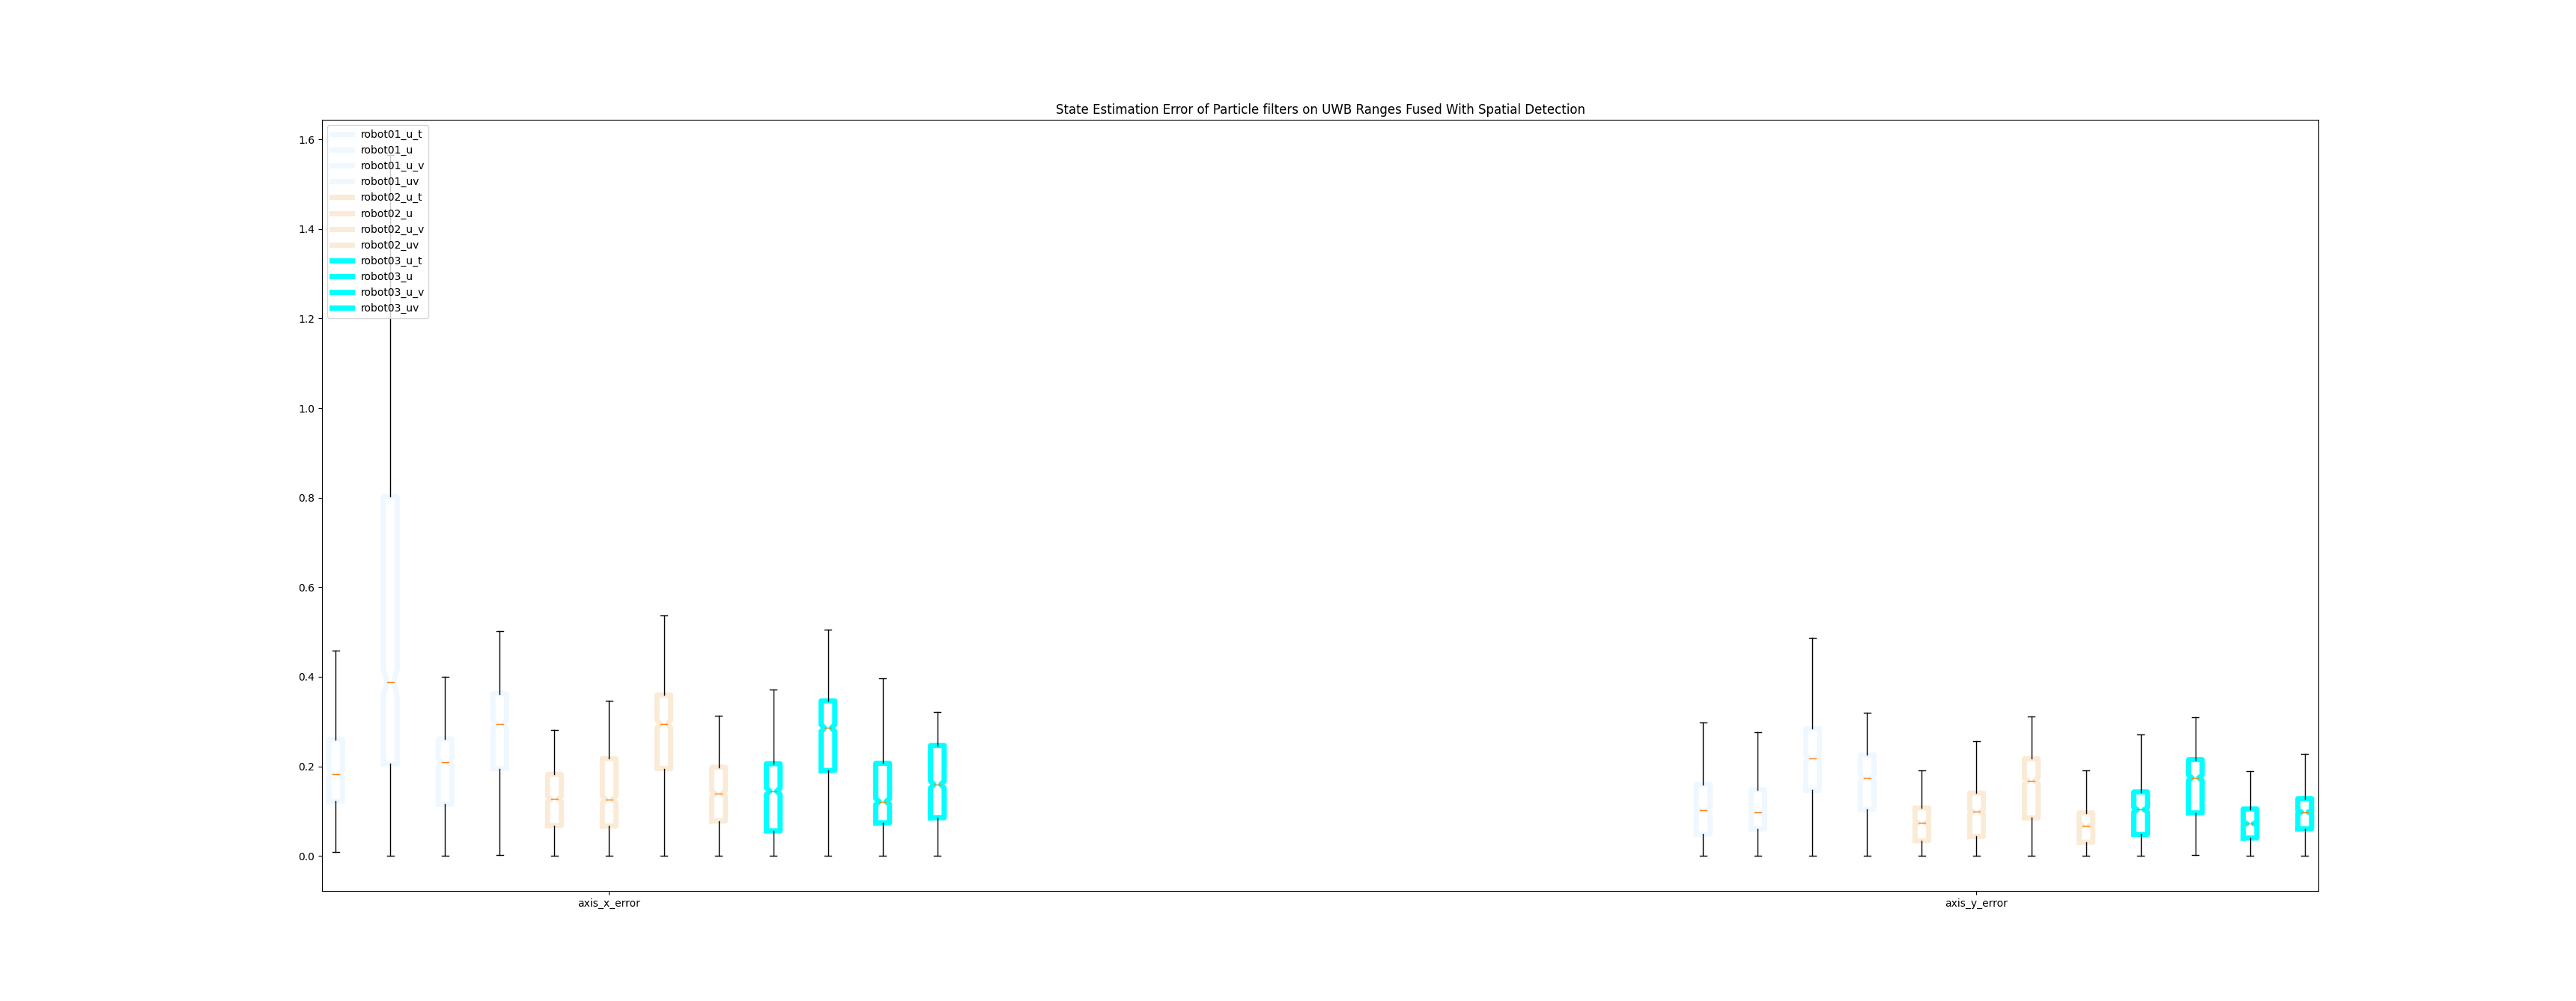 State Estimation Error of Particle filters on UWB Ranges Fused With Spatial Detection
1.6
1.4
1.2
1.0
0.8
0.6
0.4
0.2
0.0
robot01_u_t
robot01_u
robot01_u_v
robot01_uv
robot02_u_t
robot02_u
robot02_u_v
robot02_uv
robot03_u_t
robot03_u
robot03_u_v
robot03_uv
axis_x_error
axis_y_error